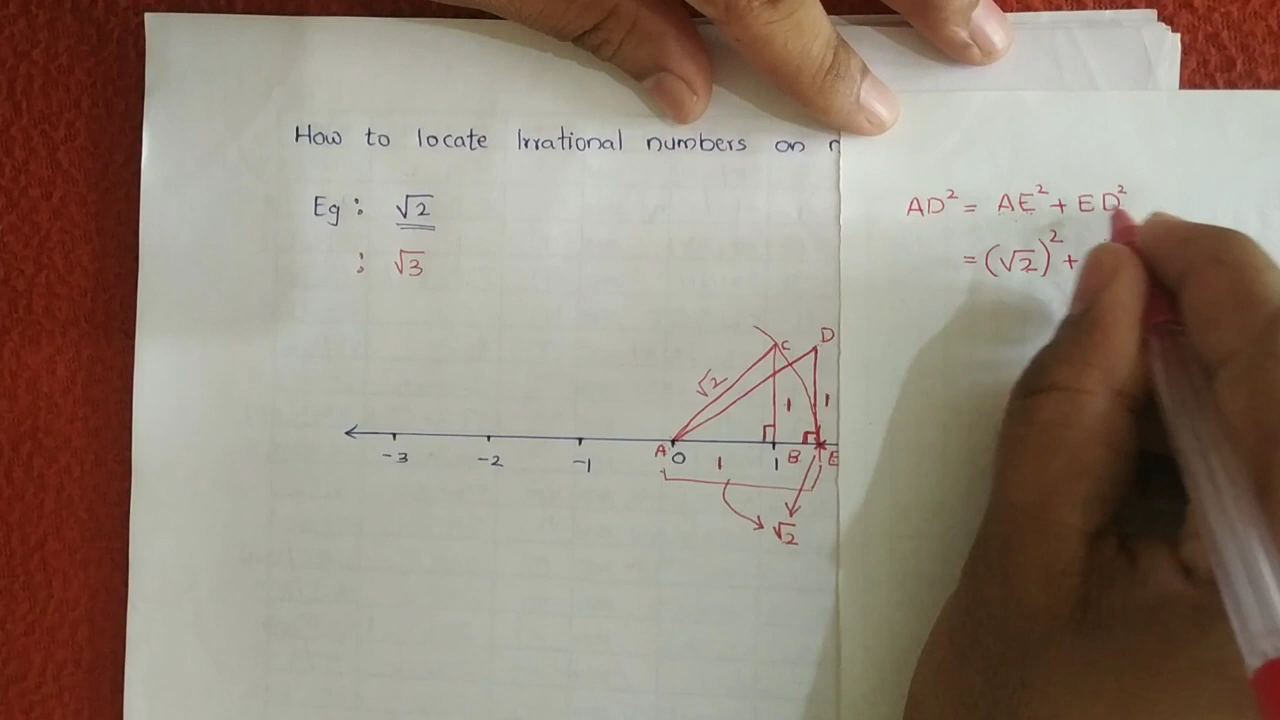 How to locate Irrational numbers on
Eg : √2
: √3
AD² = AE² + ED²
= (√2)² +
C
D
√2
1
1
A
B
E
-3 -2 -1 0 1 1
√2